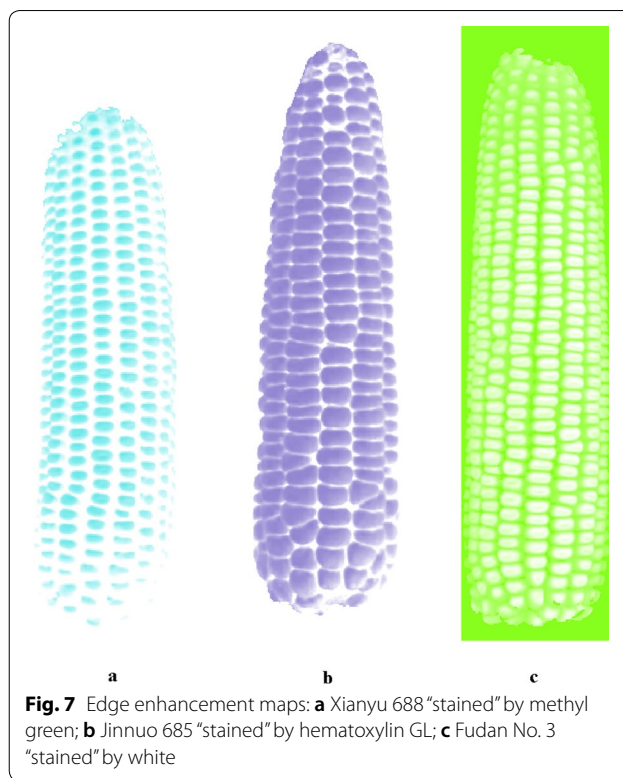 a b c
Fig. 7 Edge enhancement maps: a Xianyu 688 “stained” by methyl
green; b Jinnuo 685 “stained” by hematoxylin GL; c Fudan No. 3
“stained” by white